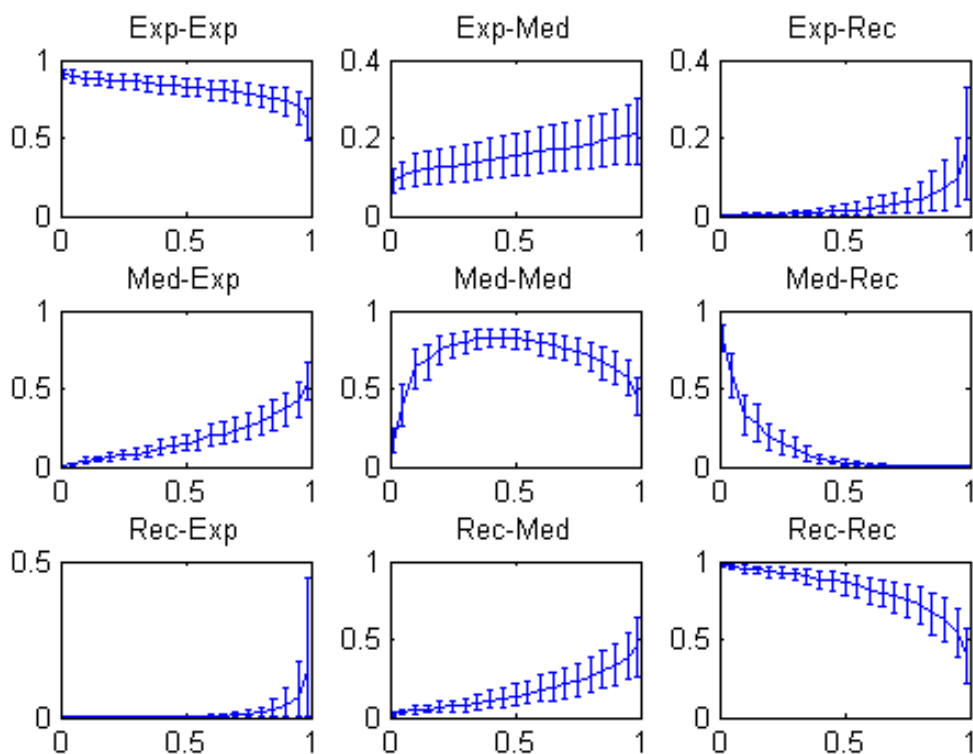 Exp-Exp Exp-Med Exp-Rec
1 0.4 0.4
0.5 0.2 0.2
0 0 0
0 0.5 1 0 0.5 1 0 0.5 1
Med-Exp Med-Med Med-Rec
1 1 1
0.5 0.5 0.5
0 0 0
0 0.5 1 0 0.5 1 0 0.5 1
Rec-Exp Rec-Med Rec-Rec
0.5 1 1
0.5 0.5
0 0 0
0 0.5 1 0 0.5 1 0 0.5 1